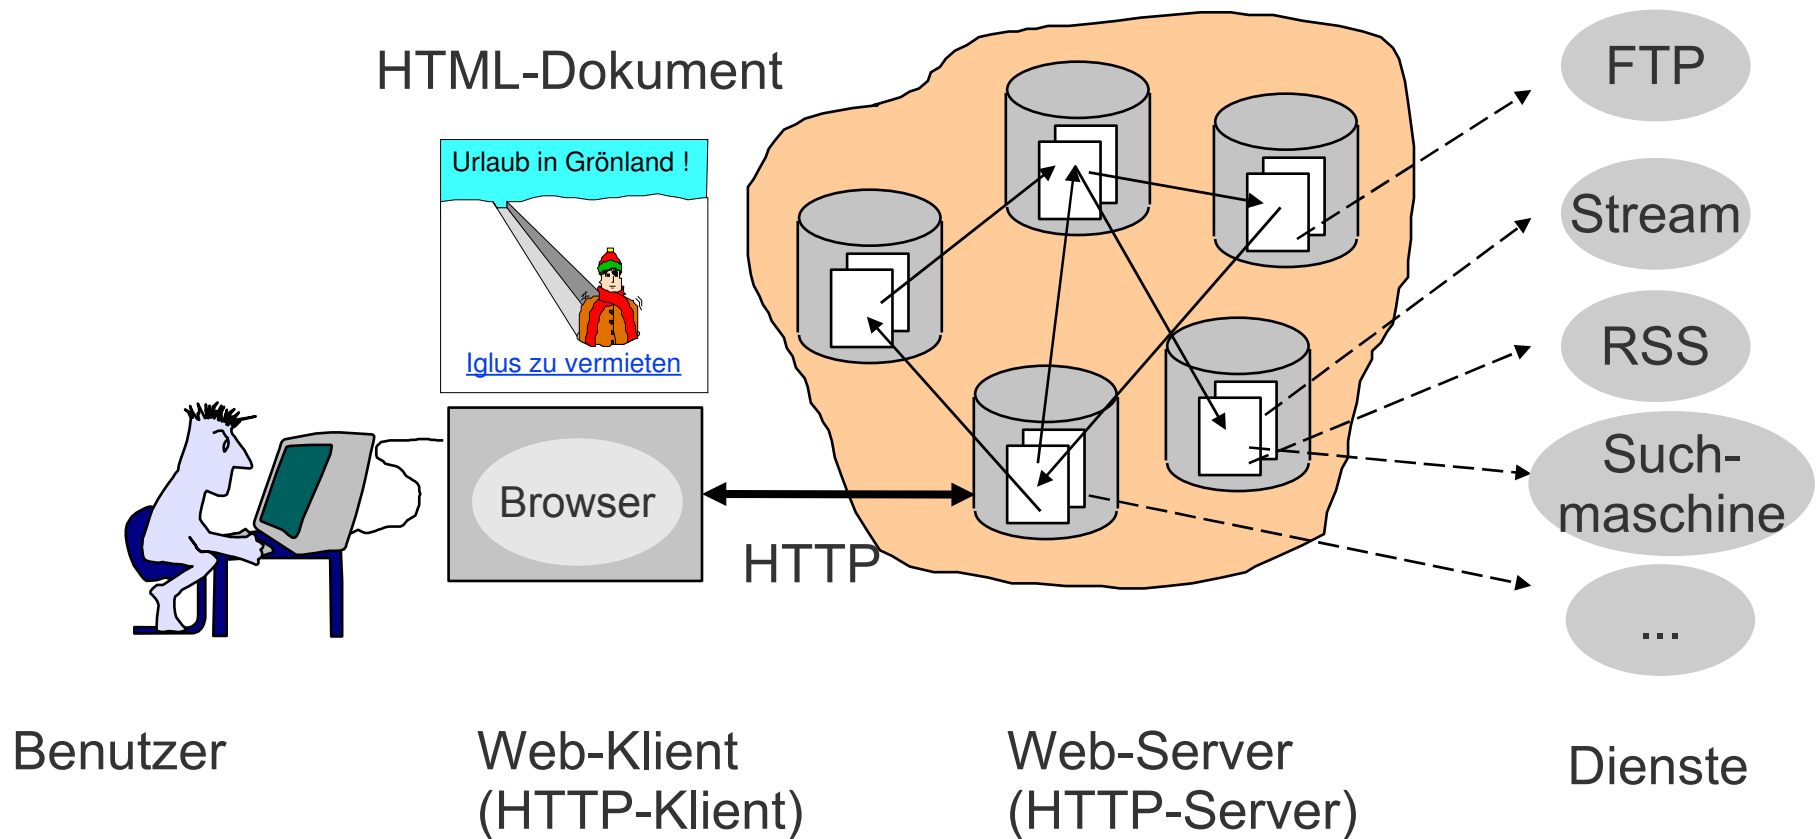 HTML-Dokument
Urlaub in Grönland !
Iglus zu vermieten
Browser
HTTP
FTP
Stream
RSS
Such-
maschine
...
Benutzer
Web-Klient
(HTTP-Klient)
Web-Server
(HTTP-Server)
Dienste